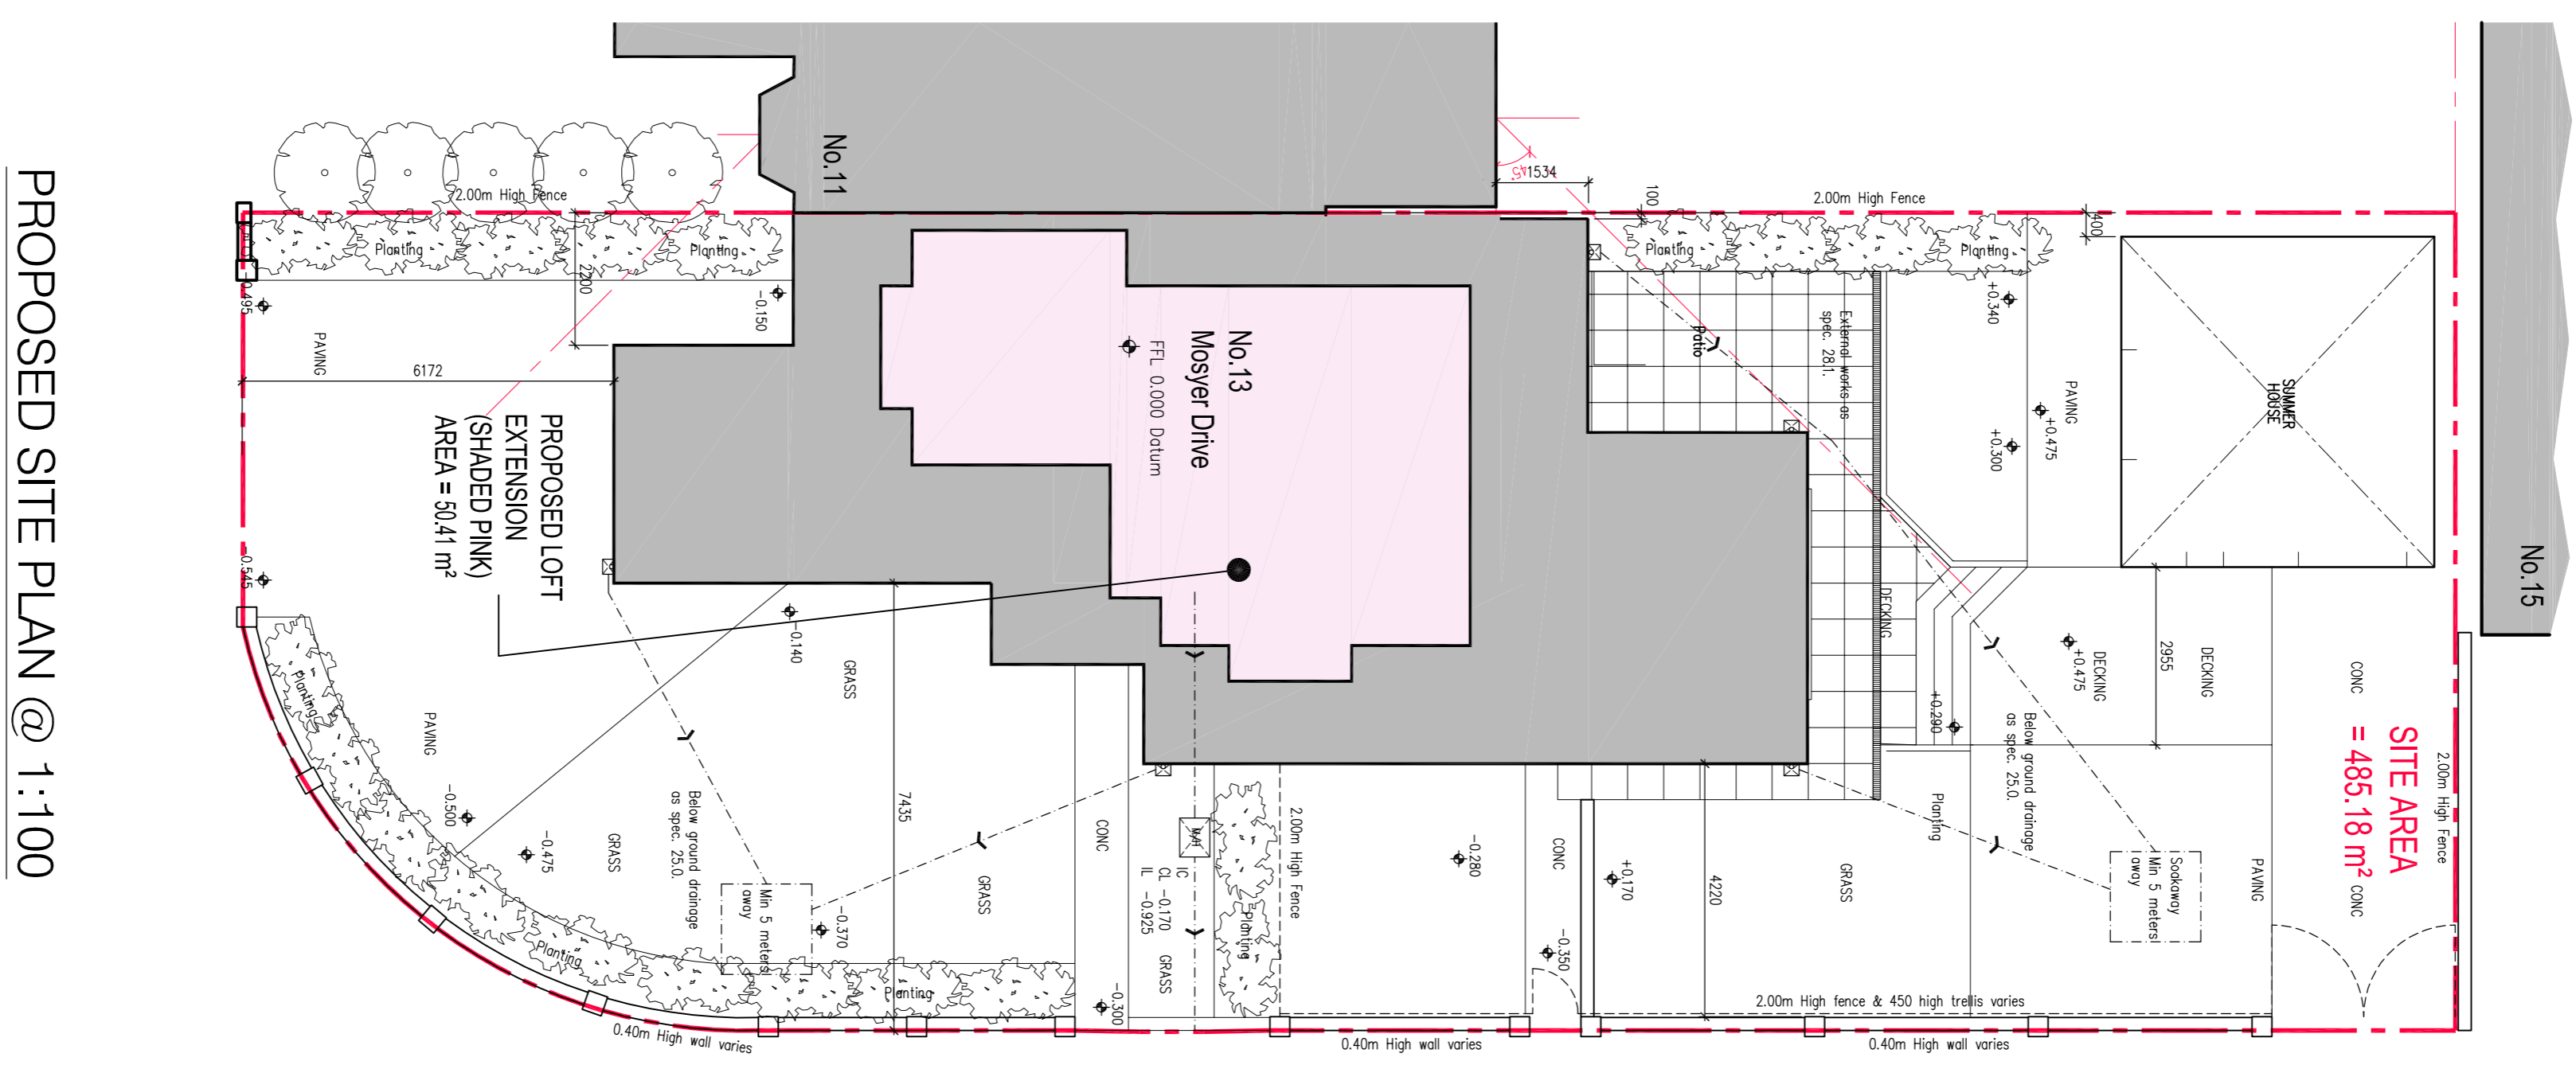 PROPOSED SITE PLAN @ 1:100
No.11
No.13
Mosyer Drive
FFL 0.000 Datum
No.15
PROPOSED LOFT
EXTENSION
(SHADED PINK)
AREA = 50.41 m²
SITE AREA
= 485.18 m²
2.00m High Fence
Planting
Planting
2200
-0.495
-0.150
PAVING
6172
-0.545
Planting
PAVING
-0.500
-0.475
GRASS
Planting
0.40m High wall varies
-0.140
GRASS
Below ground drainage
as spec. 25.0.
7435
Min 5 meters
away
-0.370
GRASS
Planting
CONC
-0.300
MH
IC
CL -0.170
IL -0.925
GRASS
Planting
2.00m High Fence
-0.280
0.40m High wall varies
CONC
-0.350
+0.170
4220
45°
1534
100
2.00m High Fence
400
Planting
Planting
Patio
External works as
spec. 28.1.
+0.340
+0.300
+0.475
PAVING
SUMMER
HOUSE
DECKING
+0.290
+0.475
DECKING
2955
DECKING
CONC
CONC
2.00m High Fence
Below ground drainage
as spec. 25.0.
Planting
GRASS
Soakaway
Min 5 meters
away
PAVING
2.00m High fence & 450 high trellis varies
0.40m High wall varies